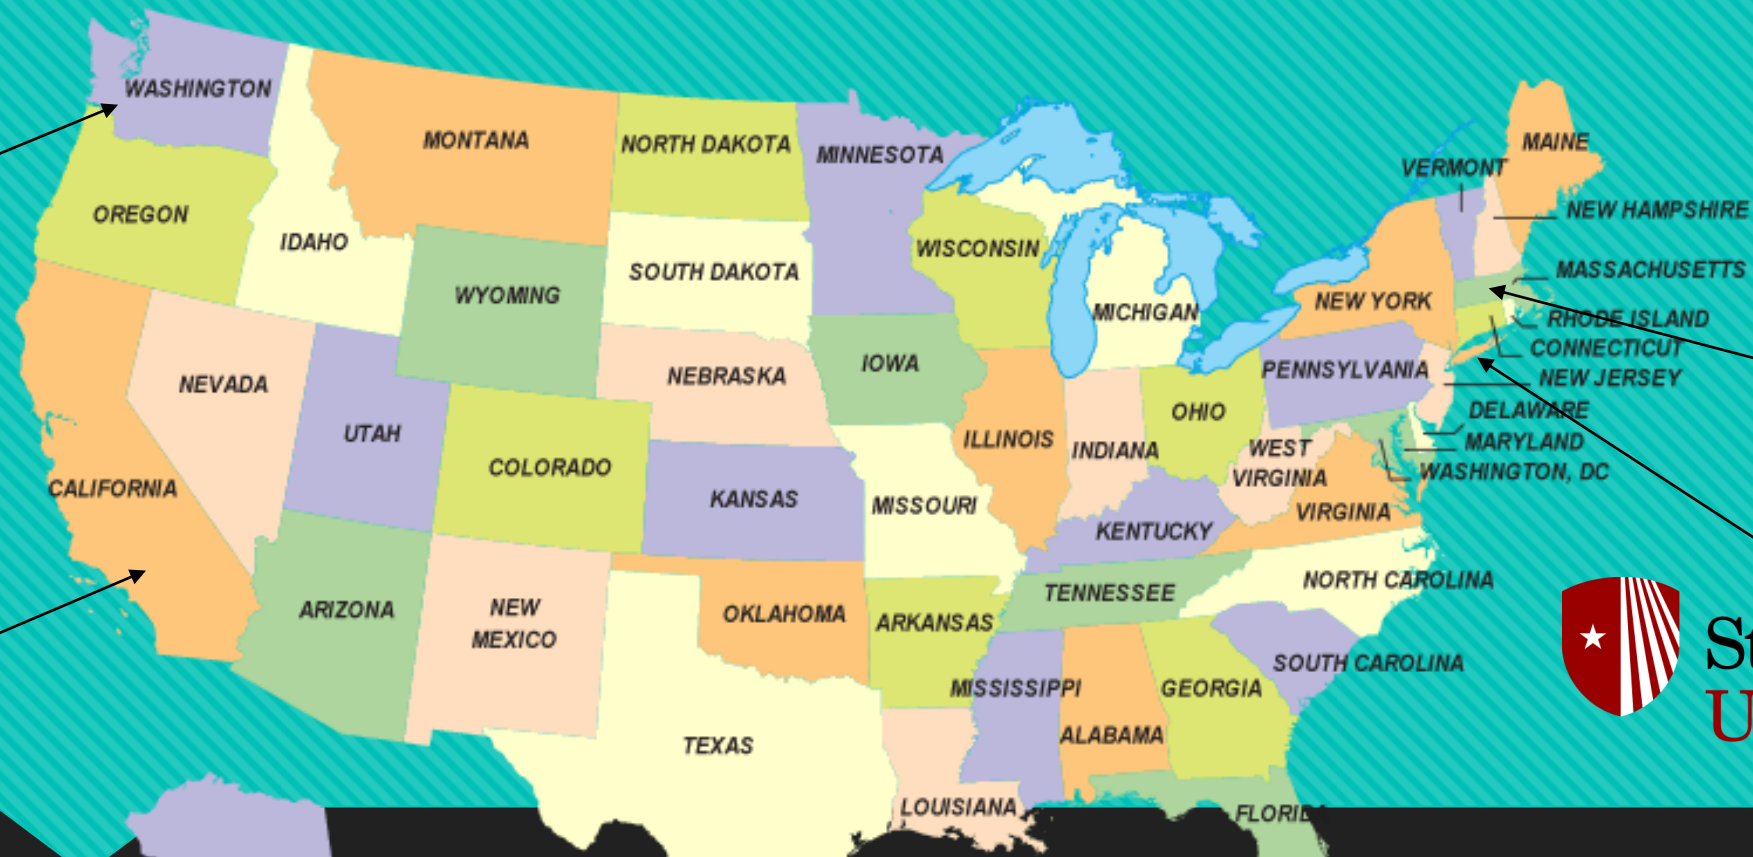 WASHINGTON
MONTANA
NORTH DAKOTA
MINNESOTA
MAINE
VERMONT
NEW HAMPSHIRE
OREGON
IDAHO
WISCONSIN
SOUTH DAKOTA
MASSACHUSETTS
WYOMING
MICHIGAN
NEW YORK
RHODE ISLAND
CONNECTICUT
NEVADA
NEBRASKA
IOWA
PENNSYLVANIA
NEW JERSEY
UTAH
COLORADO
ILLINOIS
INDIANA
OHIO
DELAWARE
MARYLAND
WEST
VIRGINIA
WASHINGTON, DC
CALIFORNIA
KANSAS
MISSOURI
KENTUCKY
VIRGINIA
ARIZONA
NEW
MEXICO
OKLAHOMA
ARKANSAS
TENNESSEE
NORTH CAROLINA
SOUTH CAROLINA
MISSISSIPPI
ALABAMA
GEORGIA
TEXAS
LOUISIANA
FLORIDA
St
U